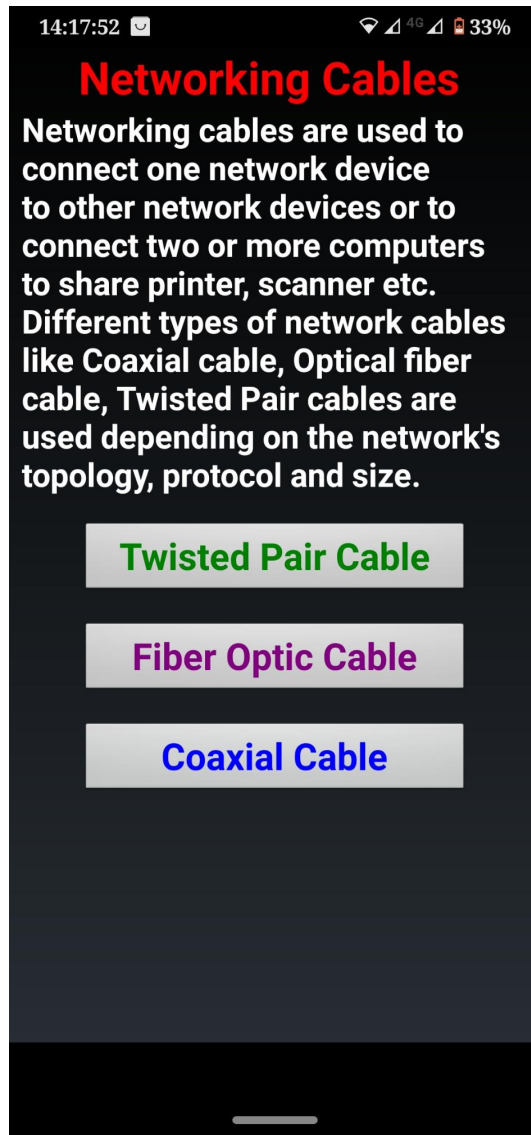 14:17:52 4G 33%
Networking Cables
Networking cables are used to
connect one network device
to other network devices or to
connect two or more computers
to share printer, scanner etc.
Different types of network cables
like Coaxial cable, Optical fiber
cable, Twisted Pair cables are
used depending on the network's
topology, protocol and size.
Twisted Pair Cable
Fiber Optic Cable
Coaxial Cable